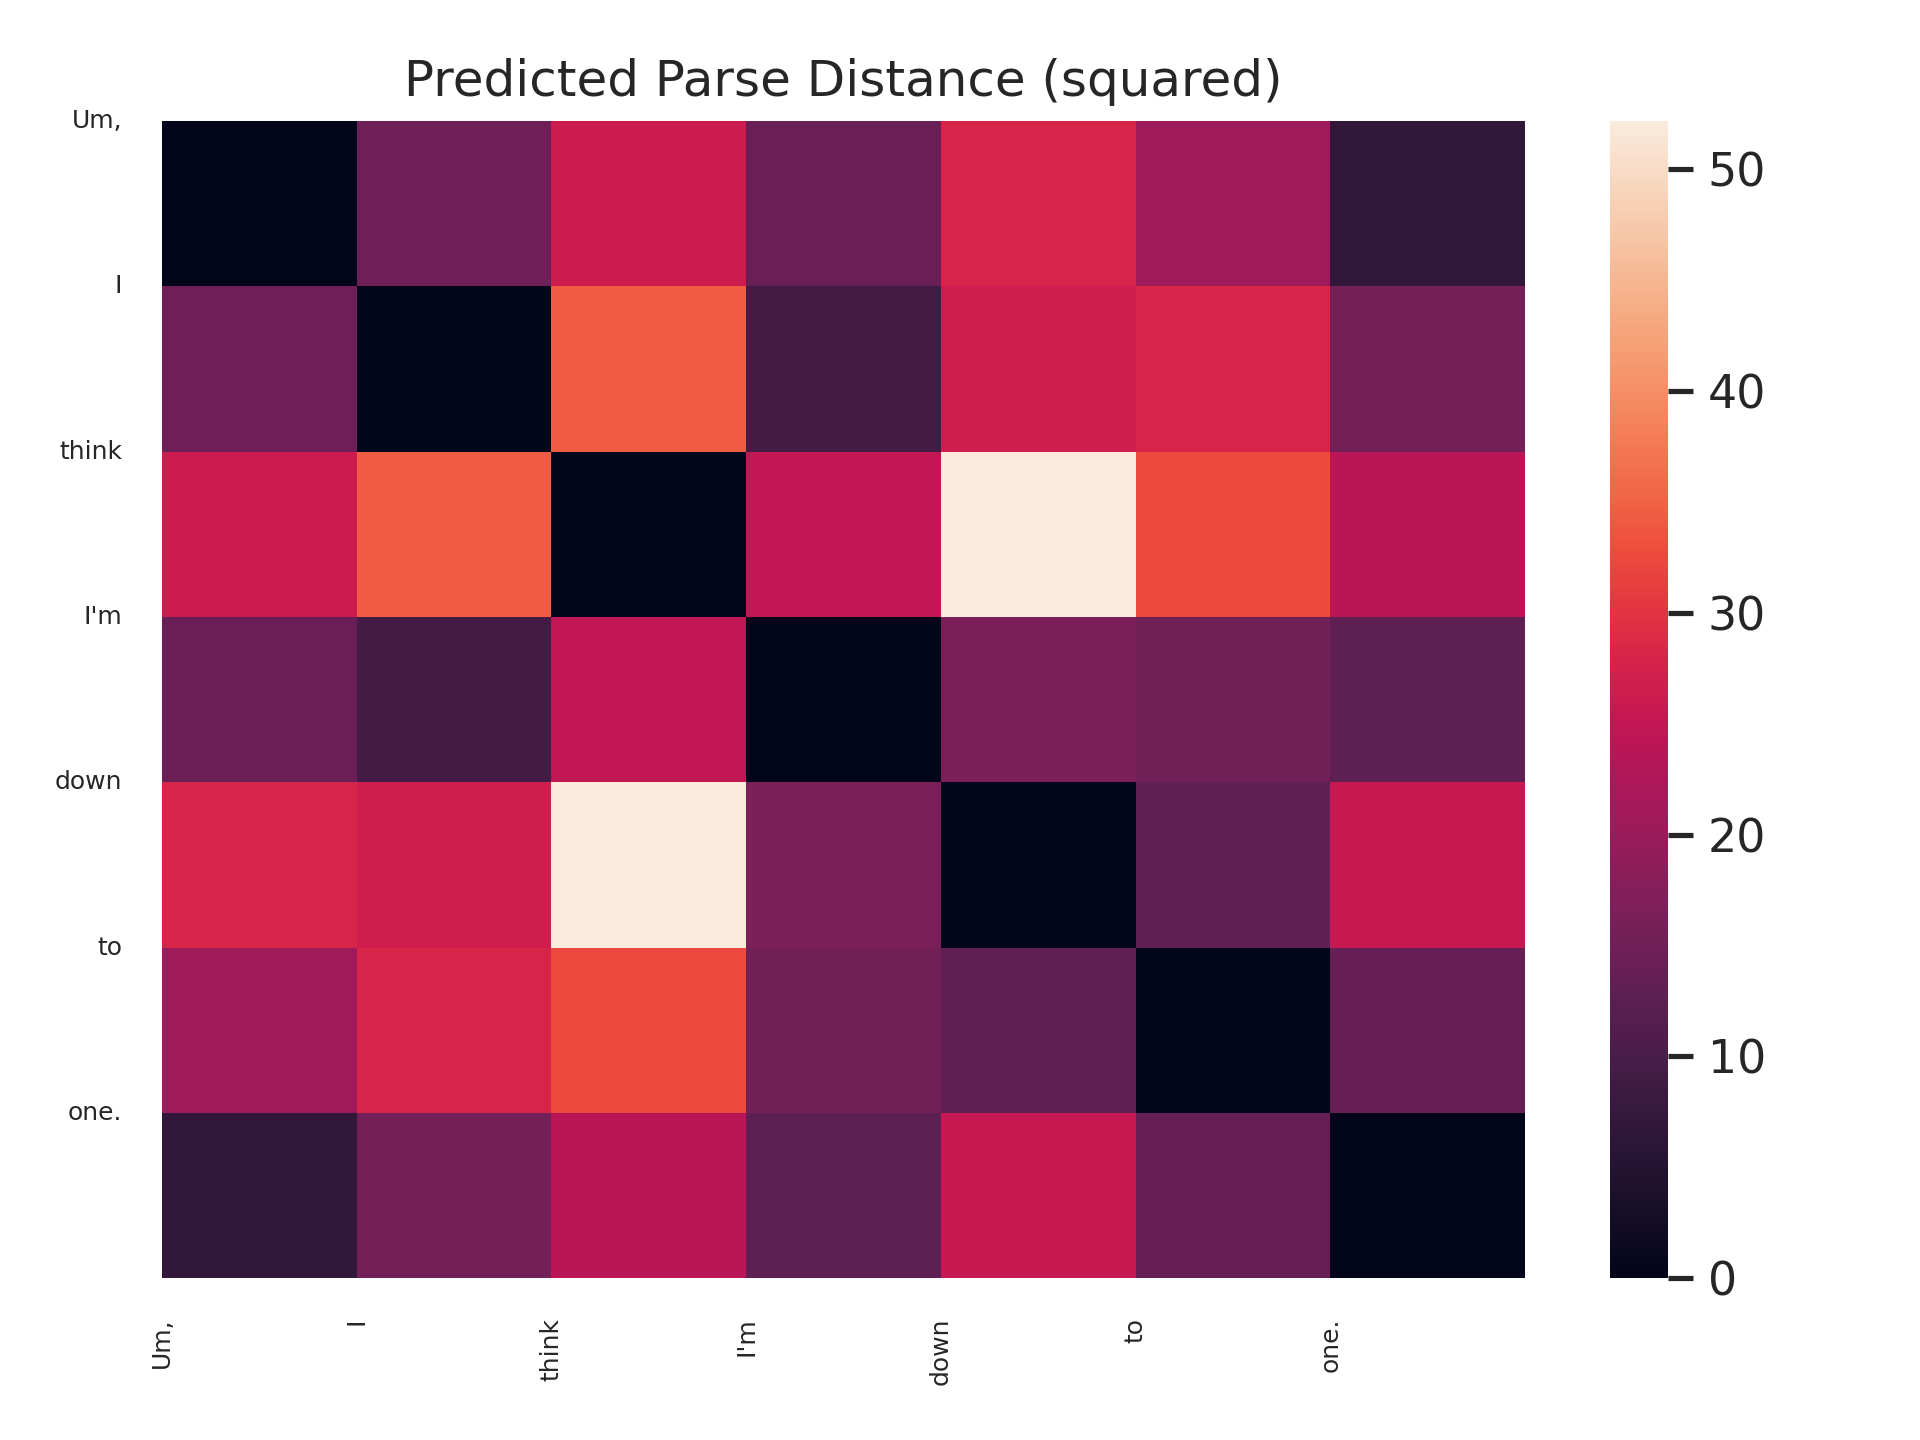 Predicted Parse Distance (squared)
Um,
I
think
I'm
down
to
one.
Um,
I
think
I'm
down
to
one.
50
40
30
20
10
0